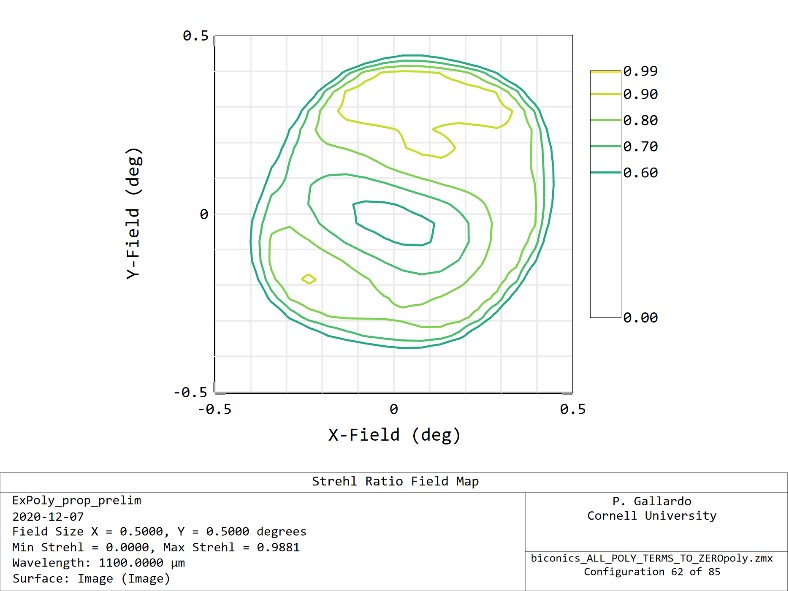 0.5
0
-0.5
Y-Field (deg)
-0.5 0 0.5
X-Field (deg)
0.99
0.90
0.80
0.70
0.60
0.00
Strehl Ratio Field Map
ExPoly_prop_prelim
2020-12-07
Field Size X = 0.5000, Y = 0.5000 degrees
Min Strehl = 0.0000, Max Strehl = 0.9881
Wavelength: 1100.0000 µm
Surface: Image (Image)
P. Gallardo
Cornell University
biconics_ALL_POLY_TERMS_TO_ZEROpoly.zmx
Configuration 62 of 85